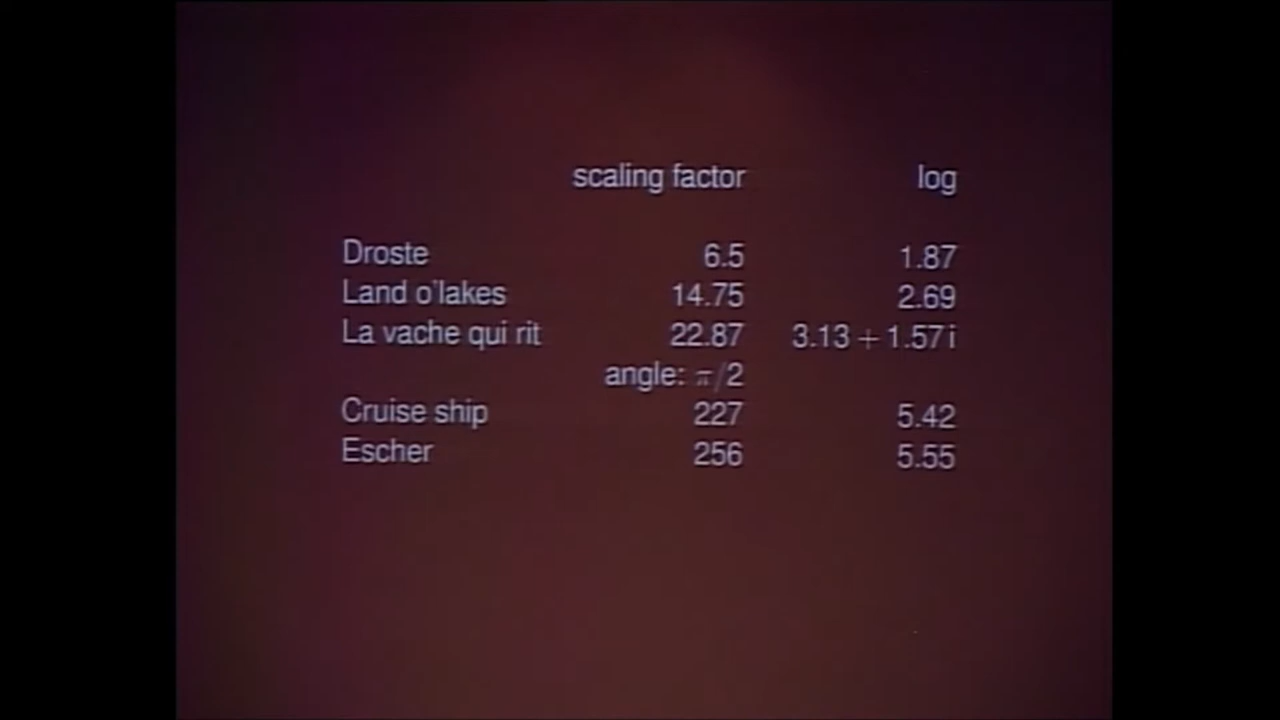 scaling factor log
Droste 6.5 1.87
Land o'lakes 14.75 2.69
La vache qui rit 22.87 3.13 + 1.57 i
angle: π/2
Cruise ship 227 5.42
Escher 256 5.55